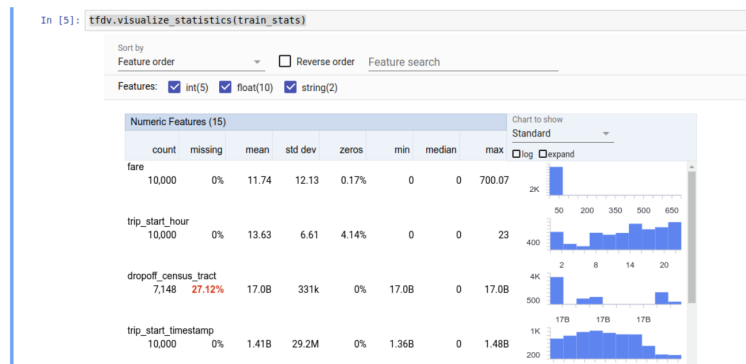 In [5]: tfdv.visualize_statistics(train_stats)
Sort by
Feature order
Reverse order
Feature search
Features: int(5) float(10) string(2)
Numeric Features (15)
Chart to show
Standard
log expand
count missing mean std dev zeros min median max
fare
10,000 0% 11.74 12.13 0.17% 0 0 700.07
2K
50 200 350 500 650
trip_start_hour
10,000 0% 13.63 6.61 4.14% 0 0 23
400
2 8 14 20
dropoff_census_tract
7,148 27.12% 17.0B 331k 0% 17.0B 0 17.0B
4K
500
17B 17B 17B
trip_start_timestamp
10,000 0% 1.41B 29.2M 0% 1.36B 0 1.48B
1K
200